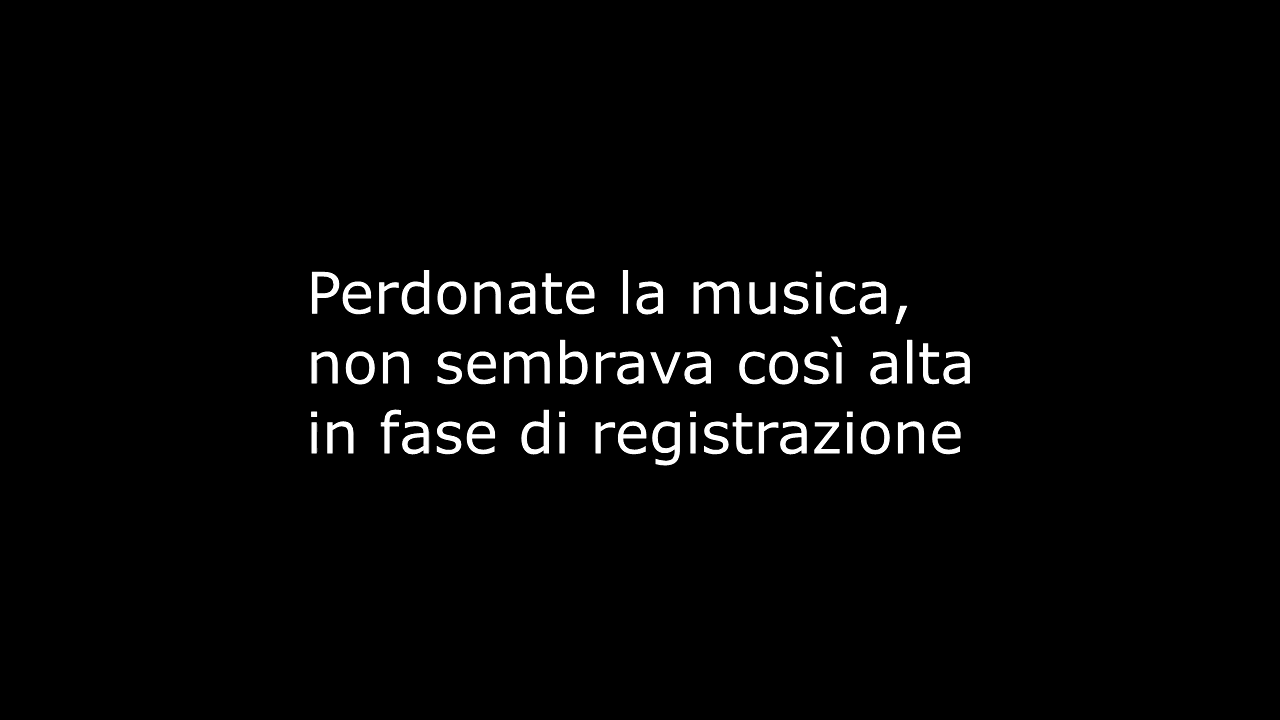 Perdonate la musica,
non sembrava così alta
in fase di registrazione